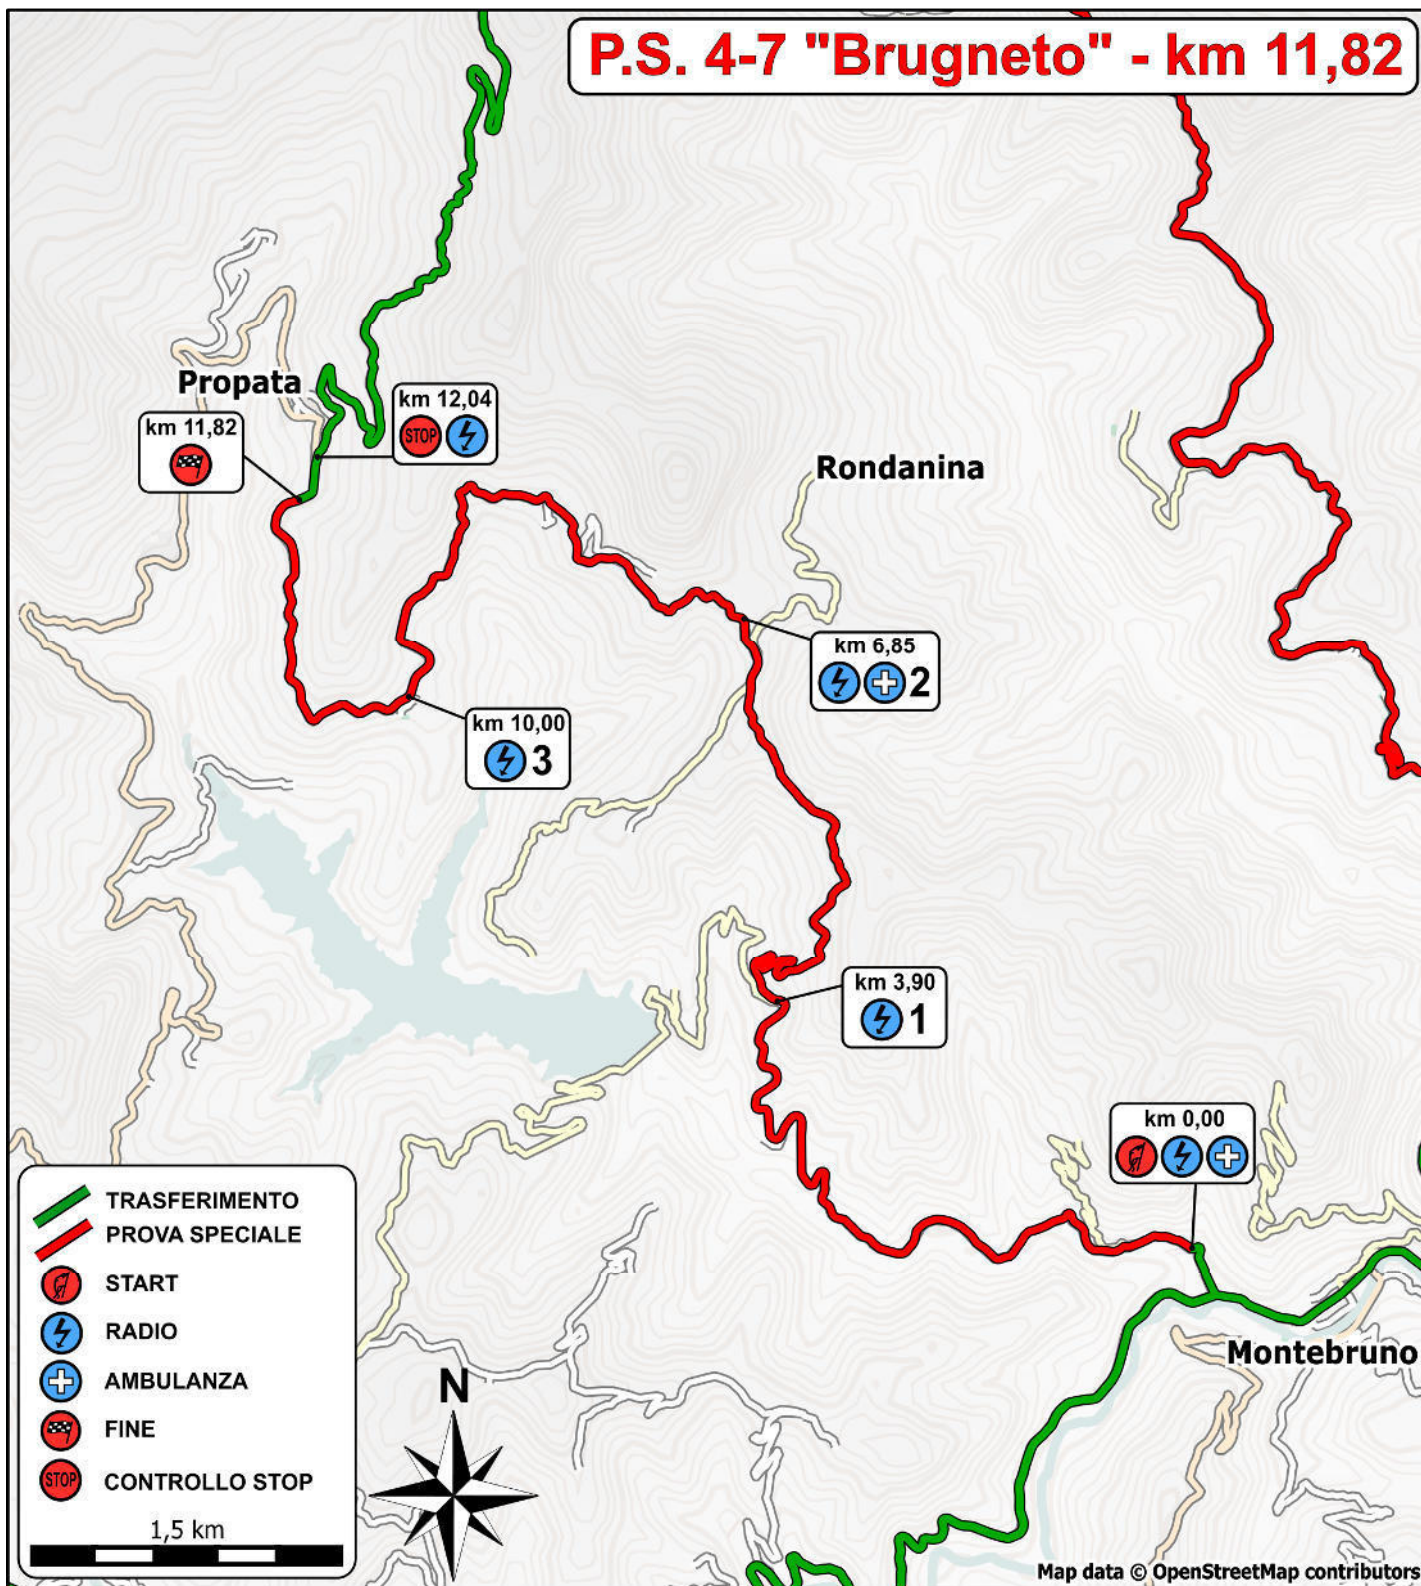 P.S. 4-7 "Brugneto" - km 11,82
Propata
km 12,04
STOP
km 11,82
Rondanina
km 6,85
2
km 10,00
3
km 3,90
1
km 0,00
Montebruno
TRASFERIMENTO
PROVA SPECIALE
START
RADIO
AMBULANZA
FINE
STOP CONTROLLO STOP
1,5 km
N
Map data © OpenStreetMap contributors